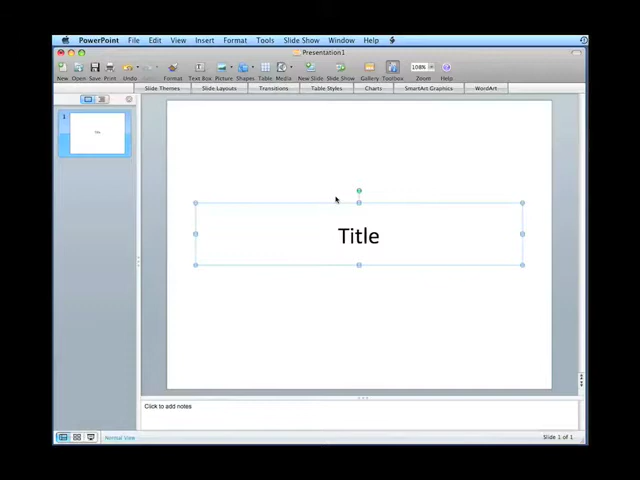 PowerPoint File Edit View Insert Format Tools Slide Show Window Help
Presentation1
New Open Save Print Undo Format Text Box Picture Shapes Table Media New Slide Slide Show Gallery Toolbox Zoom Help
108%
Slide Themes Slide Layouts Transitions Table Styles Charts SmartArt Graphics WordArt
1
Title
Title
Click to add notes
Normal View Slide 1 of 1